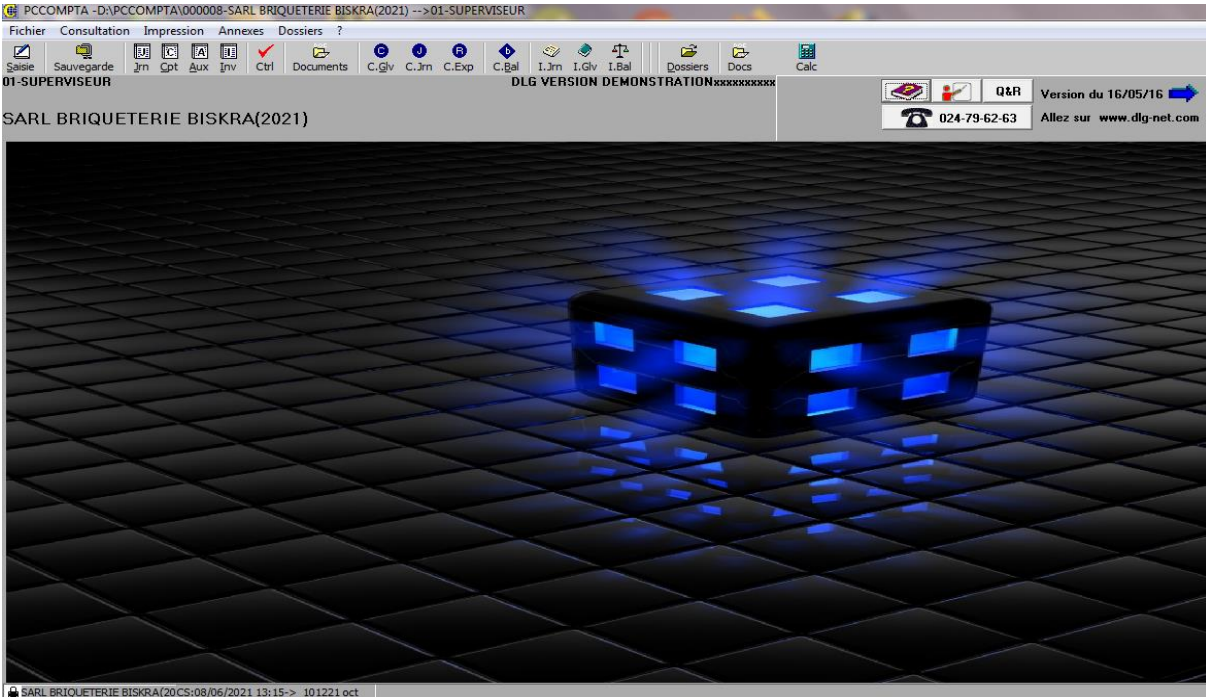 PCCOMPTA -D:\PCCOMPTA\000008-SARL BRIQUETERIE BISKRA(2021) -->01-SUPERVISEUR
Fichier Consultation Impression Annexes Dossiers ?
Saisie Sauvegarde Jrn Cpt Aux Inv Ctrl Documents C.Glv C.Jrn C.Exp C.Bal I.Jrn I.Glv I.Bal Dossiers Docs Calc
01-SUPERVISEUR DLG VERSION DEMONSTRATIONxxxxxxxxxx
Q&R Version du 16/05/16
SARL BRIQUETERIE BISKRA(2021)
024-79-62-63 Allez sur www.dlg-net.com
SARL BRIQUETERIE BISKRA(20CS:08/06/2021 13:15-> 101221 oct